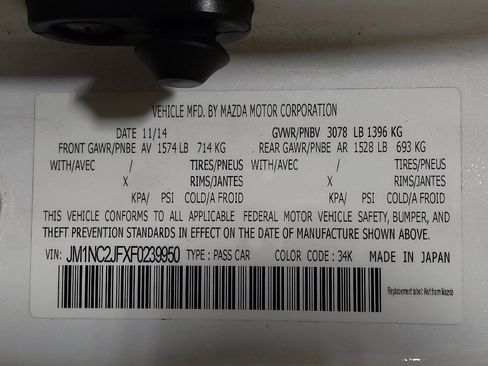 VEHICLE MFD. BY MAZDA MOTOR CORPORATION
DATE 11/14 GVWR/PNBV 3078 LB 1396 KG
FRONT GAWR/PNBE AV 1574 LB 714 KG REAR GAWR/PNBE AR 1528 LB 693 KG
WITH/AVEC / TIRES/PNEUS WITH/AVEC / TIRES/PNEUS
X RIMS/JANTES X RIMS/JANTES
KPA/ PSI COLD/A FROID KPA/ PSI COLD/A FROID
THIS VEHICLE CONFORMS TO ALL APPLICABLE FEDERAL MOTOR VEHICLE SAFETY, BUMPER, AND
THEFT PREVENTION STANDARDS IN EFFECT ON THE DATE OF MANUFACTURE SHOWN ABOVE.
VIN: JM1NC2JFXF0239950 TYPE : PASS CAR COLOR CODE : 34K MADE IN JAPAN
Replacement label: Not from Mazda